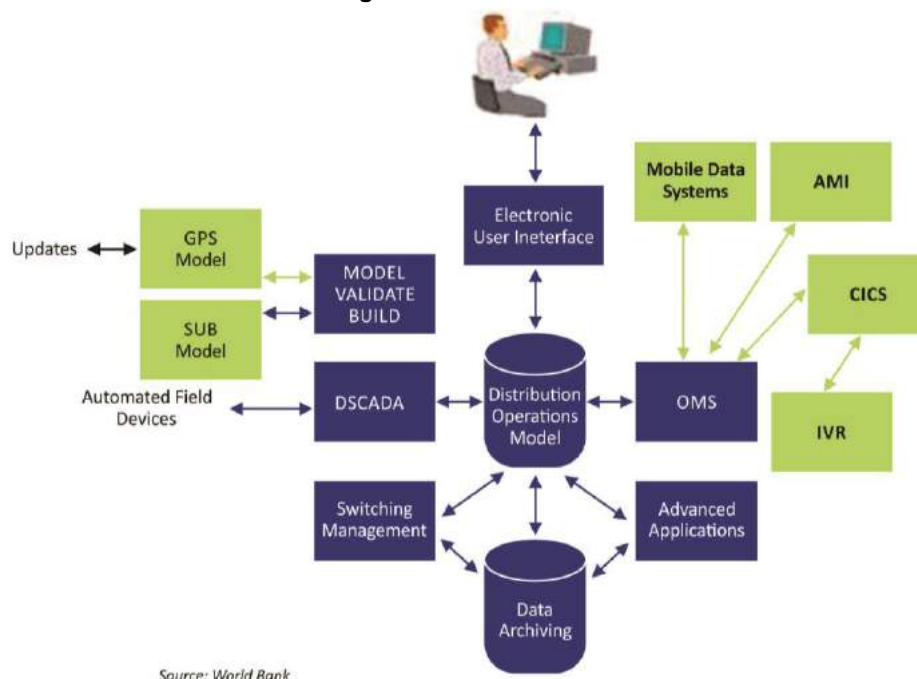 Electronic
User Ineterface
Mobile Data
Systems
AMI
Updates
GPS
Model
MODEL
VALIDATE
BUILD
CICS
SUB
Model
Automated Field
Devices
DSCADA
Distribution
Operations
Model
OMS
IVR
Switching
Management
Advanced
Applications
Data
Archiving
Source: World Bank